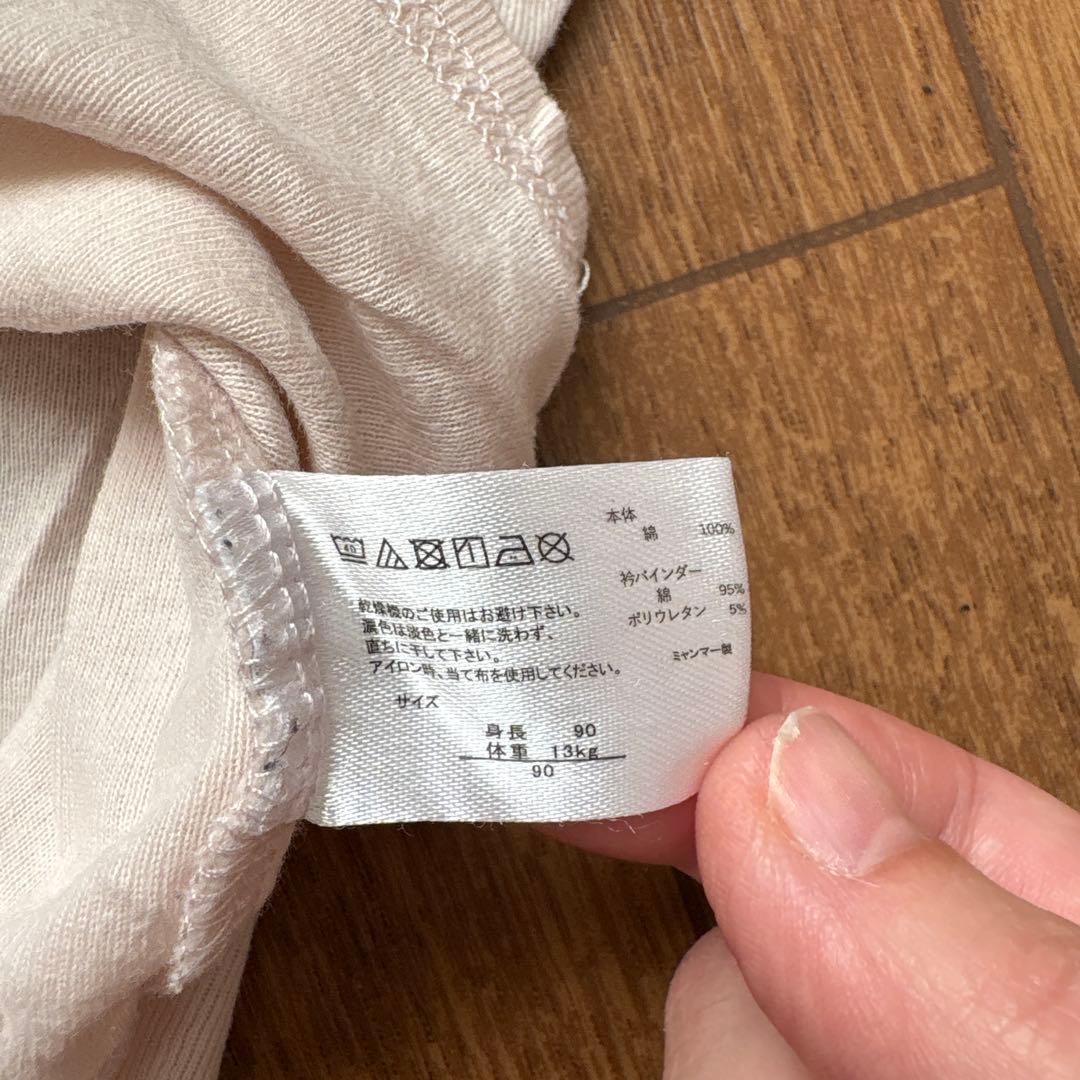 40
乾燥機のご使用はお避け下さい。
濃色は淡色と一緒に洗わず、
直ちに干して下さい。
アイロン時、当て布を使用してください。
サイズ
身長 90
体重 13kg
90
本体
綿 100%
衿バインダー
綿 95%
ポリウレタン 5%
ミャンマー製